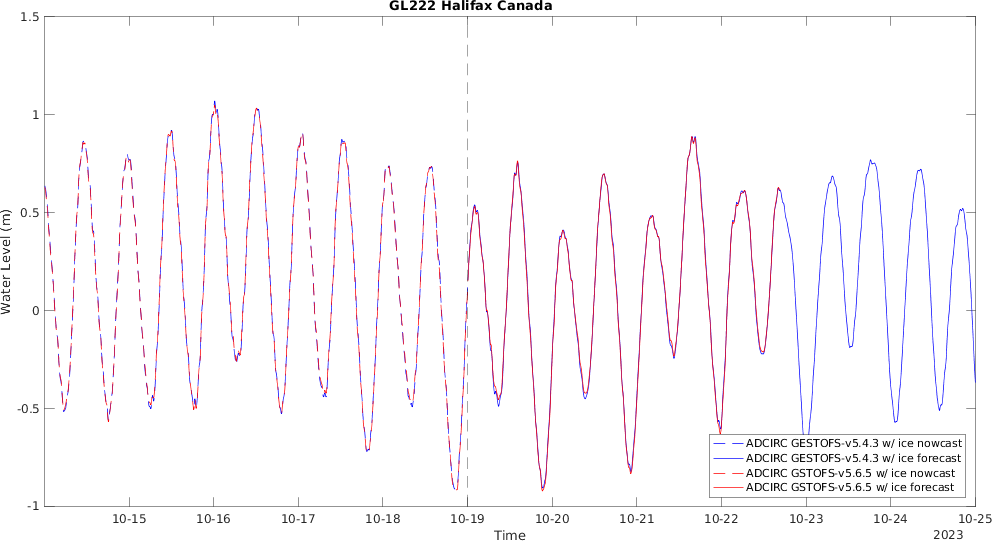 GL222 Halifax Canada
1.5
1
0.5
0
-0.5
-1
Water Level (m)
10-15 10-16 10-17 10-18 10-19 10-20 10-21 10-22 10-23 10-24 10-25
Time
2023
ADCIRC GESTOFS-v5.4.3 w/ ice nowcast
ADCIRC GESTOFS-v5.4.3 w/ ice forecast
ADCIRC GSTOFS-v5.6.5 w/ ice nowcast
ADCIRC GSTOFS-v5.6.5 w/ ice forecast